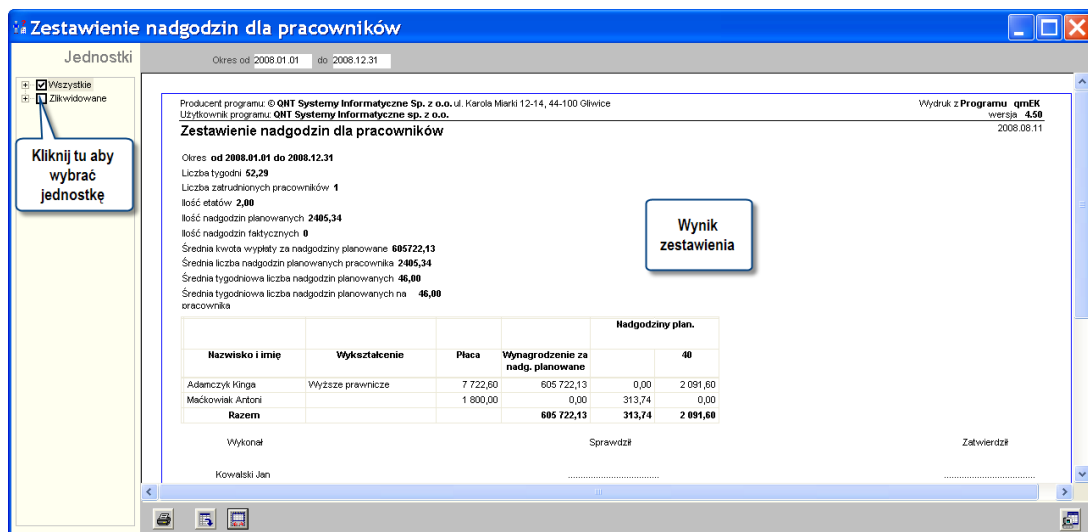 Zestawienie nadgodzin dla pracowników
Jednostki
Okres od 2008.01.01 do 2008.12.31
Wszystkie
Zlikwidowane
Kliknij tu aby
wybrać
jednostkę
Producent programu: © QNT Systemy Informatyczne Sp. z o.o. ul. Karola Miarki 12-14, 44-100 Gliwice
Wydruk z Programu qmEK
Użytkownik programu: QNT Systemy Informatyczne sp. z o.o.
wersja 4.50
Zestawienie nadgodzin dla pracowników
2008.08.11
Okres od 2008.01.01 do 2008.12.31
Liczba tygodni 52,29
Liczba zatrudnionych pracowników 1
Ilość etatów 2,00
Ilość nadgodzin planowanych 2405,34
Ilość nadgodzin faktycznych 0
Średnia kwota wypłaty za nadgodziny planowane 605722,13
Średnia liczba nadgodzin planowanych pracownika 2405,34
Średnia tygodniowa liczba nadgodzin planowanych 46,00
Średnia tygodniowa liczba nadgodzin planowanych na 46,00
pracownika
Wynik
zestawienia
Nadgodziny plan.
Nazwisko i imię Wykształcenie Płaca Wynagrodzenie za 40
nadg. planowane
Adamczyk Kinga Wyższe prawnicze 7 722,60 605 722,13 0,00 2 091,60
Maćkowiak Antoni 1 800,00 0,00 313,74 0,00
Razem 605 722,13 313,74 2 091,60
Wykonał Sprawdził Zatwierdził
Kowalski Jan .................................. ..................................